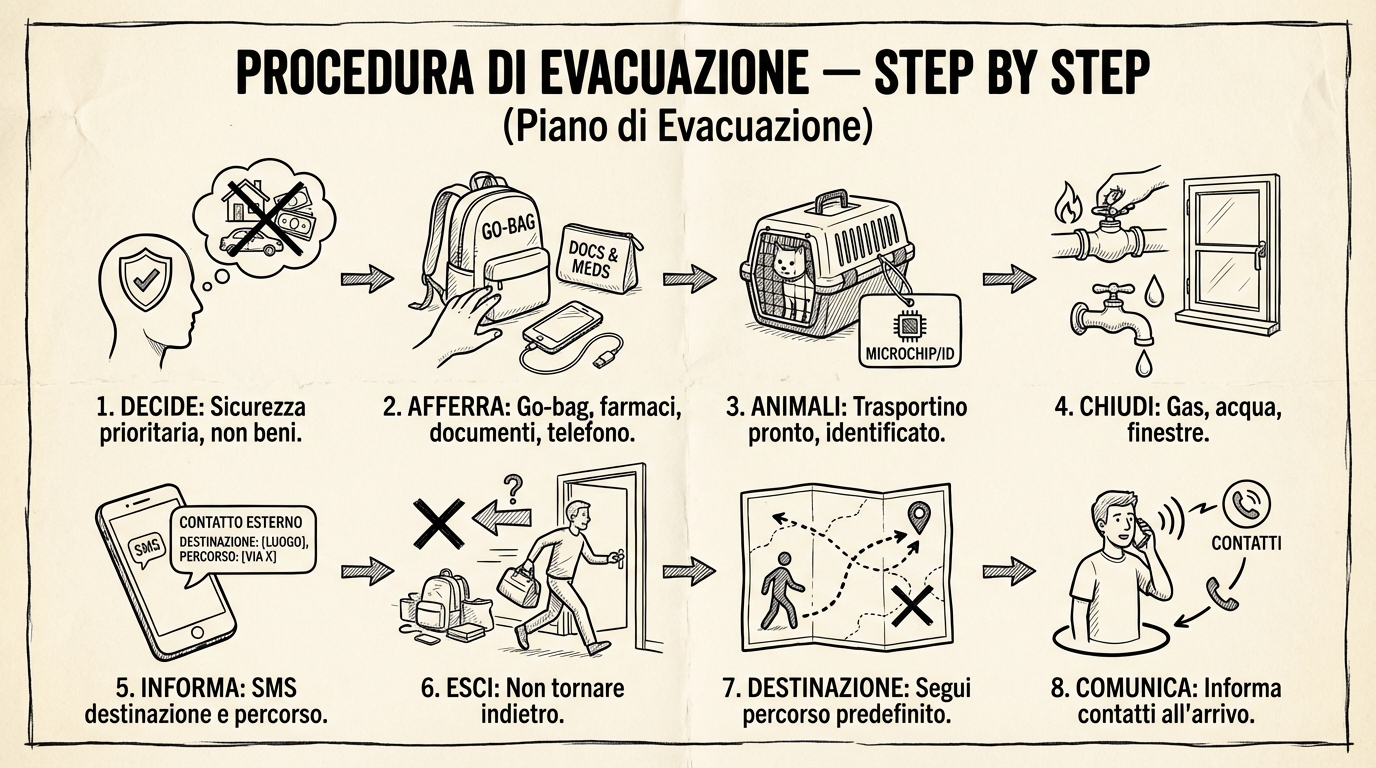 PROCEDURA DI EVACUAZIONE — STEP BY STEP
(Piano di Evacuazione)
GO-BAG
DOCS &
MEDS
MICROCHIP/ID
1. DECIDE: Sicurezza
prioritaria, non beni.
2. AFFERRA: Go-bag, farmaci,
documenti, telefono.
3. ANIMALI: Trasportino
pronto, identificato.
4. CHIUDI: Gas, acqua,
finestre.
SMS
CONTATTO ESTERNO
DESTINAZIONE: [LUOGO],
PERCORSO: [VIA X]
?
CONTATTI
5. INFORMA: SMS
destinazione e percorso.
6. ESCI: Non tornare
indietro.
7. DESTINAZIONE: Segui
percorso predefinito.
8. COMUNICA: Informa
contatti all'arrivo.